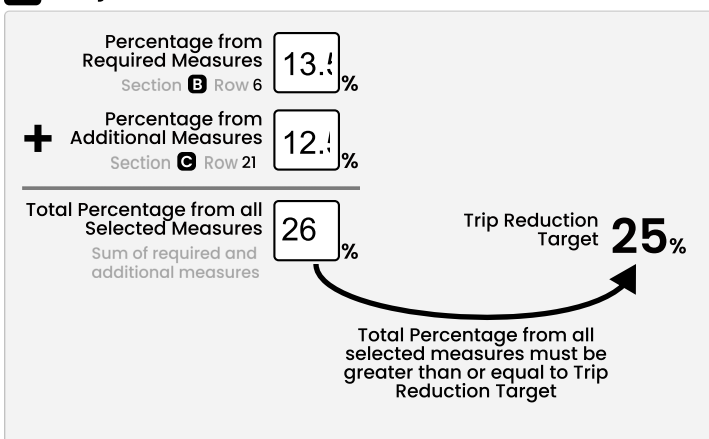 Percentage from
Required Measures
Section B Row 6
13.
%
+
Percentage from
Additional Measures
Section C Row 21
12.
%
Total Percentage from all
Selected Measures
26
%
Sum of required and
additional measures
Trip Reduction
Target
25%
Total Percentage from all
selected measures must be
greater than or equal to Trip
Reduction Target